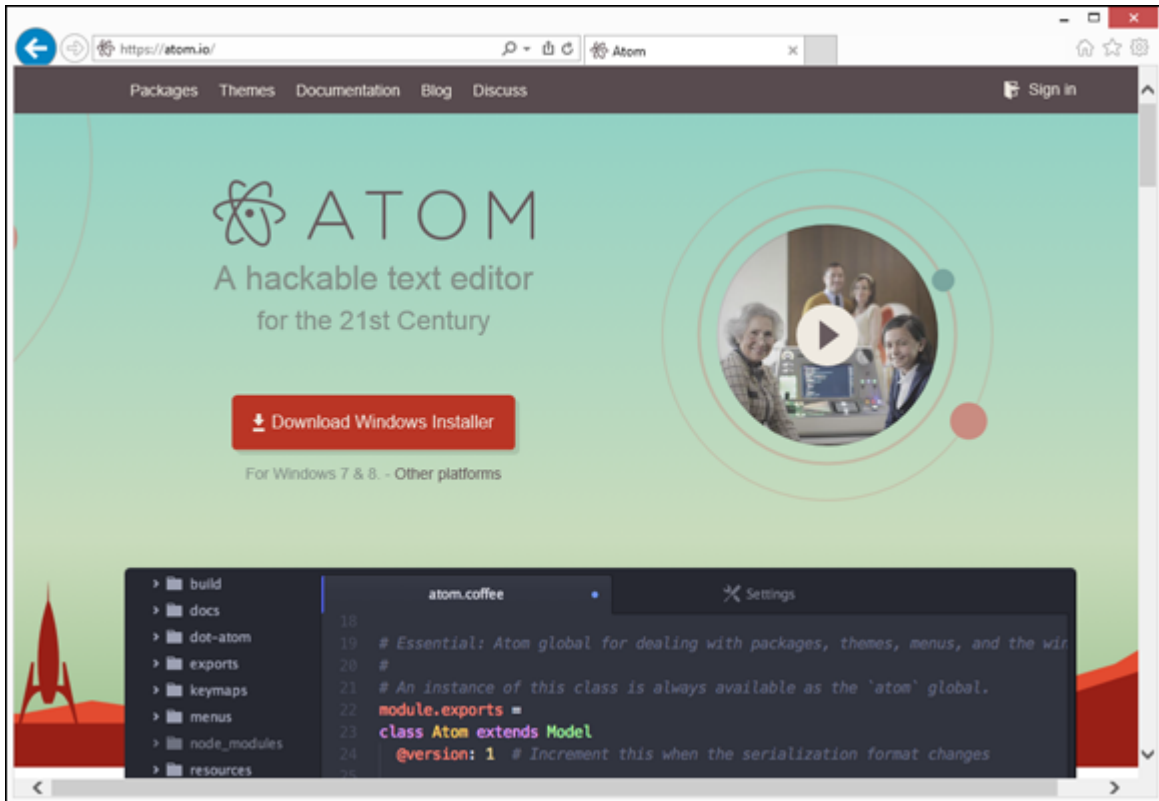 https://atom.io/
Atom
Packages Themes Documentation Blog Discuss
Sign in
ATOM
A hackable text editor
for the 21st Century
Download Windows Installer
For Windows 7 & 8. - Other platforms
build
docs
dot-atom
exports
keymaps
menus
node_modules
resources
atom.coffee
Settings
18
19 # Essential: Atom global for dealing with packages, themes, menus, and the win
20 #
21 # An instance of this class is always available as the `atom` global.
22 module.exports =
23 class Atom extends Model
24 @version: 1 # Increment this when the serialization format changes
25